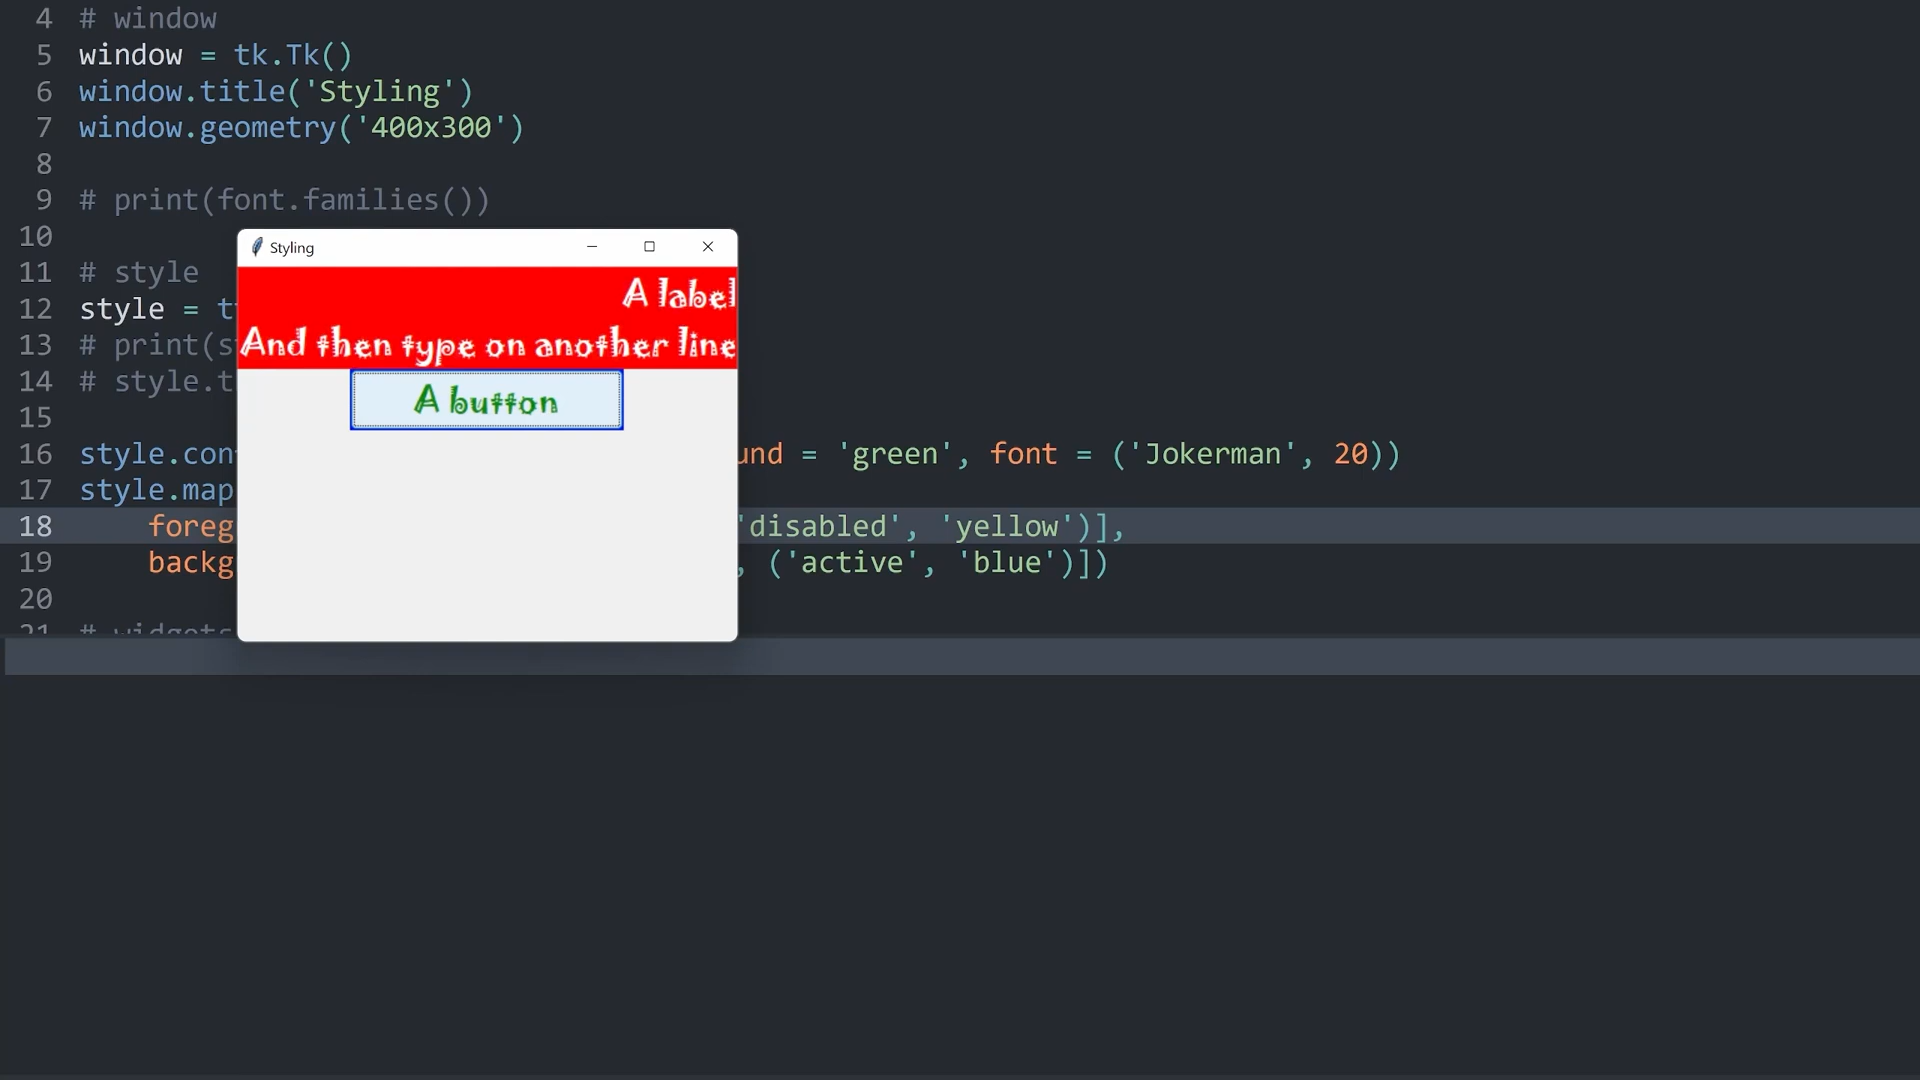 4 # window
5 window = tk.Tk()
6 window.title('Styling')
7 window.geometry('400x300')
8
9 # print(font.families())
10
11 # style
12 style = t
13 # print(s
14 # style.t
15
16 style.con und = 'green', font = ('Jokerman', 20))
17 style.map
18 foreg 'disabled', 'yellow')],
19 backg , ('active', 'blue')])
20
21 # widgets
Styling
A label
And then type on another line
A button